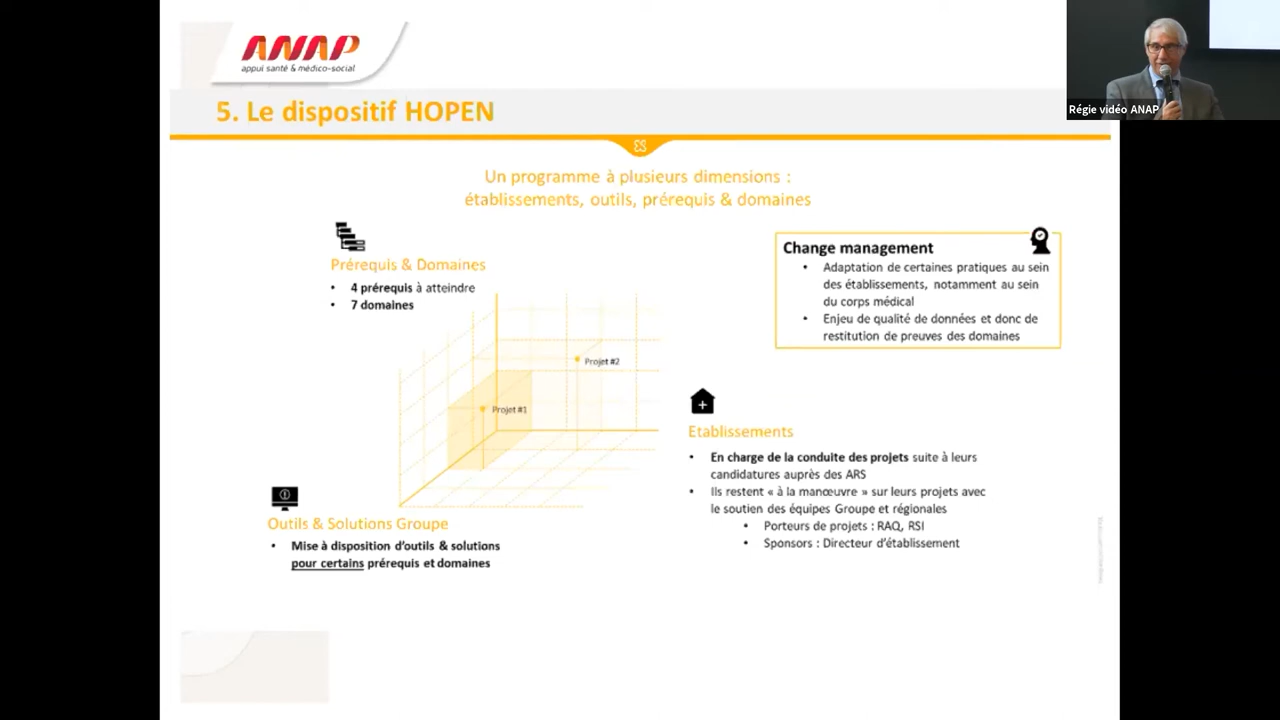 ANAP
appui santé & médico-social
Régie vidéo ANAP
5. Le dispositif HOPEN
Un programme à plusieurs dimensions :
établissements, outils, prérequis & domaines
Prérequis & Domaines
• 4 prérequis à atteindre
• 7 domaines
Change management
• Adaptation de certaines pratiques au sein
des établissements, notamment au sein
du corps médical
• Enjeu de qualité de données et donc de
restitution de preuves des domaines
Projet #2
Projet #1
Etablissements
• En charge de la conduite des projets suite à leurs
candidatures auprès des ARS
• Ils restent « à la manœuvre » sur leurs projets avec
le soutien des équipes Groupe et régionales
• Porteurs de projets : RAQ, RSI
• Sponsors : Directeur d'établissement
Outils & Solutions Groupe
• Mise à disposition d'outils & solutions
pour certains prérequis et domaines